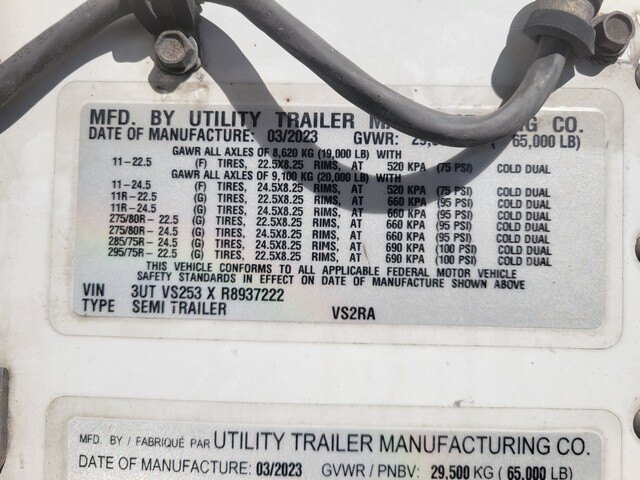 MFD. BY UTILITY TRAILER MA NG CO.
DATE OF MANUFACTURE: 03/2023 GVWR: 29, ( 65,000 LB)
GAWR ALL AXLES OF 8,620 KG (19,000 LB) WITH
11-22.5 (F) TIRES, 22.5X8.25 RIMS, AT 520 KPA (75 PSI) COLD DUAL
GAWR ALL AXLES OF 9,100 KG (20,000 LB) WITH
11-24.5 (F) TIRES, 24.5X8.25 RIMS, AT 520 KPA (75 PSI) COLD DUAL
11R-22.5 (G) TIRES, 22.5X8.25 RIMS, AT 660 KPA (95 PSI) COLD DUAL
11R-24.5 (G) TIRES, 24.5X8.25 RIMS, AT 660 KPA (95 PSI) COLD DUAL
275/80R-22.5 (G) TIRES, 22.5X8.25 RIMS, AT 660 KPA (95 PSI) COLD DUAL
275/80R-24.5 (G) TIRES, 24.5X8.25 RIMS, AT 660 KPA (95 PSI) COLD DUAL
285/75R-24.5 (G) TIRES, 24.5X8.25 RIMS, AT 690 KPA (100 PSI) COLD DUAL
295/75R-22.5 (G) TIRES, 22.5X8.25 RIMS, AT 690 KPA (100 PSI) COLD DUAL
THIS VEHICLE CONFORMS TO ALL APPLICABLE FEDERAL MOTOR VEHICLE
SAFETY STANDARDS IN EFFECT ON DATE OF MANUFACTURE SHOWN ABOVE
VIN 3UT VS253 X R8937222
TYPE SEMI TRAILER VS2RA
MFD. BY / FABRIQUÉ PAR UTILITY TRAILER MANUFACTURING CO.
DATE OF MANUFACTURE: 03/2023 GVWR / PNBV: 29,500 KG ( 65,000 LB)